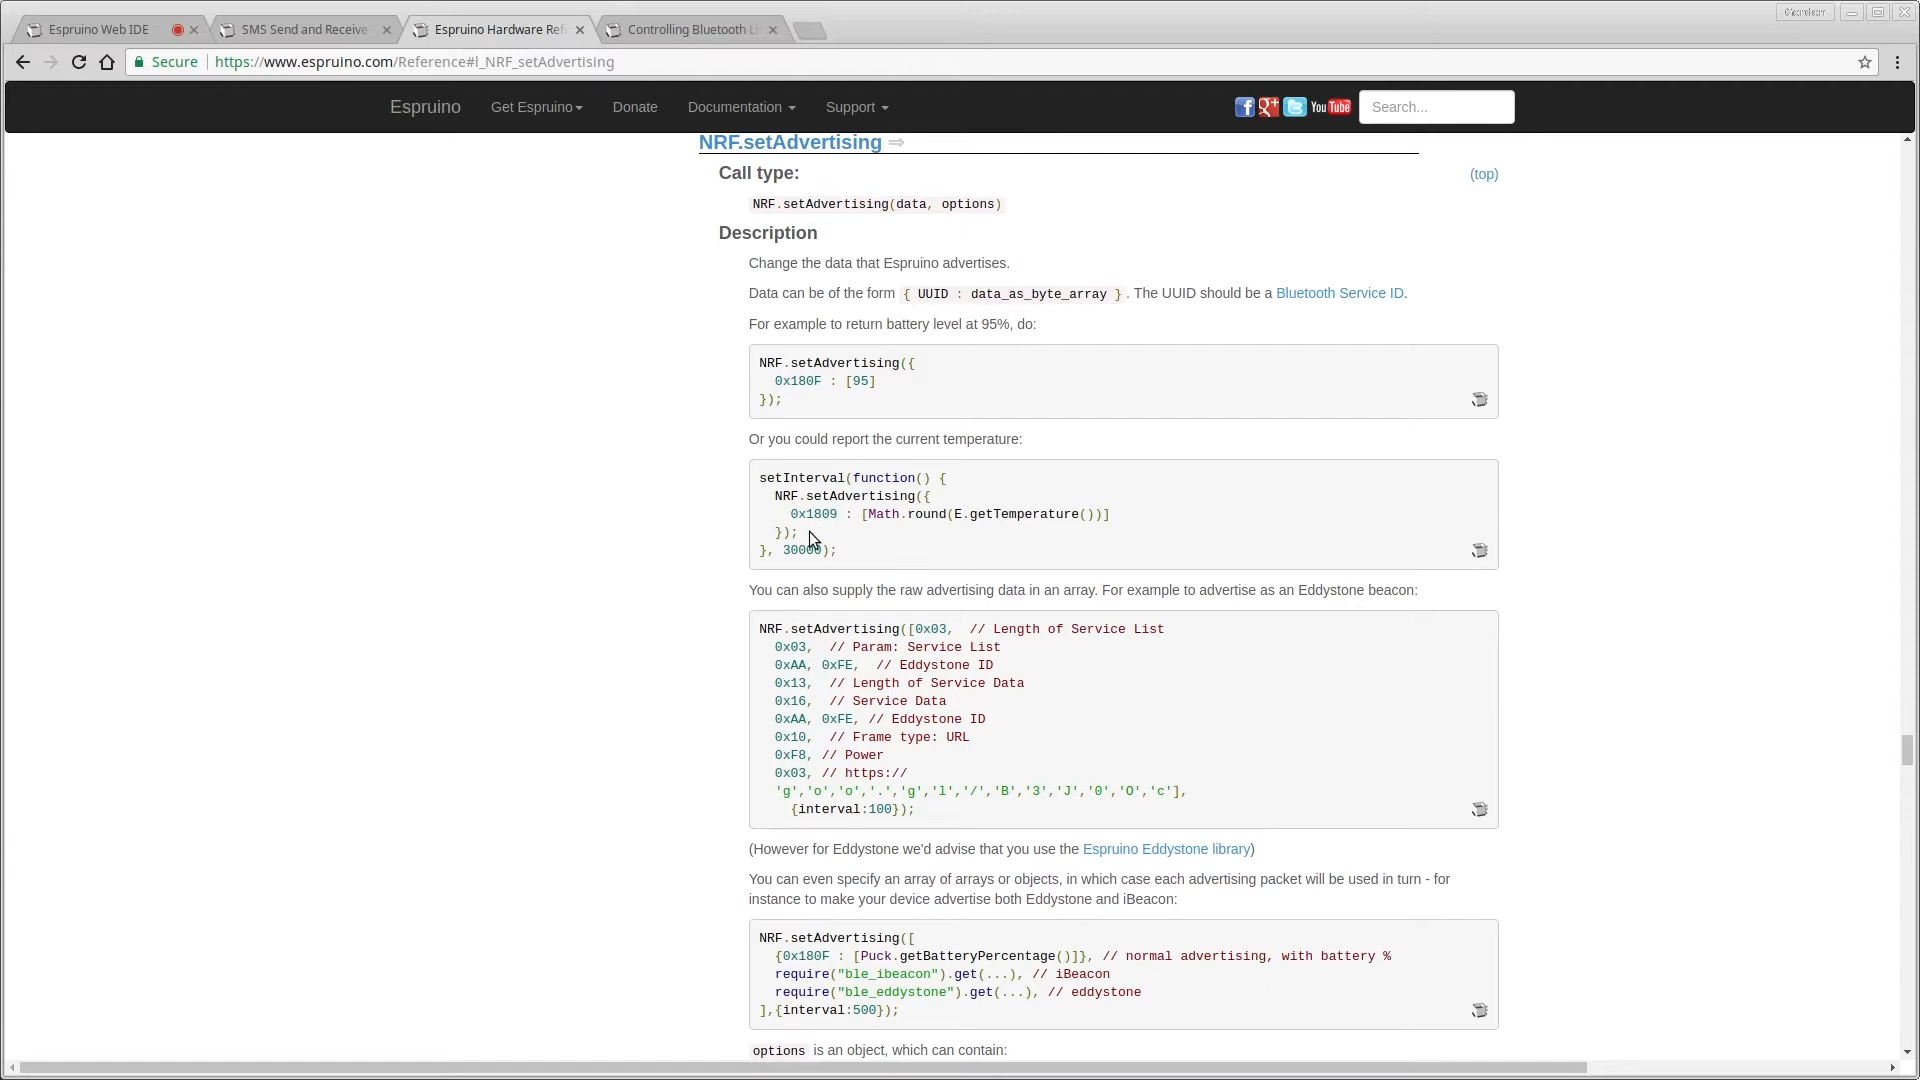 Espruino Web IDE
SMS Send and Receive
Espruino Hardware Refe
Controlling Bluetooth Li
Secure https://www.espruino.com/Reference#l_NRF_setAdvertising
Espruino Get Espruino Donate Documentation Support You Tube Search...
NRF.setAdvertising ⇒
Call type:
(top)
NRF.setAdvertising(data, options)
Description
Change the data that Espruino advertises.
Data can be of the form { UUID : data_as_byte_array } . The UUID should be a Bluetooth Service ID.
For example to return battery level at 95%, do:
NRF.setAdvertising({
0x180F : [95]
});
Or you could report the current temperature:
setInterval(function() {
NRF.setAdvertising({
0x1809 : [Math.round(E.getTemperature())]
});
}, 30000);
You can also supply the raw advertising data in an array. For example to advertise as an Eddystone beacon:
NRF.setAdvertising([0x03, // Length of Service List
0x03, // Param: Service List
0xAA, 0xFE, // Eddystone ID
0x13, // Length of Service Data
0x16, // Service Data
0xAA, 0xFE, // Eddystone ID
0x10, // Frame type: URL
0xF8, // Power
0x03, // https://
'g','o','o','.','g','l','/','B','3','J','0','O','c'],
{interval:100});
(However for Eddystone we'd advise that you use the Espruino Eddystone library)
You can even specify an array of arrays or objects, in which case each advertising packet will be used in turn - for
instance to make your device advertise both Eddystone and iBeacon:
NRF.setAdvertising([
{0x180F : [Puck.getBatteryPercentage()]}, // normal advertising, with battery %
require("ble_ibeacon").get(...), // iBeacon
require("ble_eddystone").get(...), // eddystone
],{interval:500});
options is an object, which can contain: